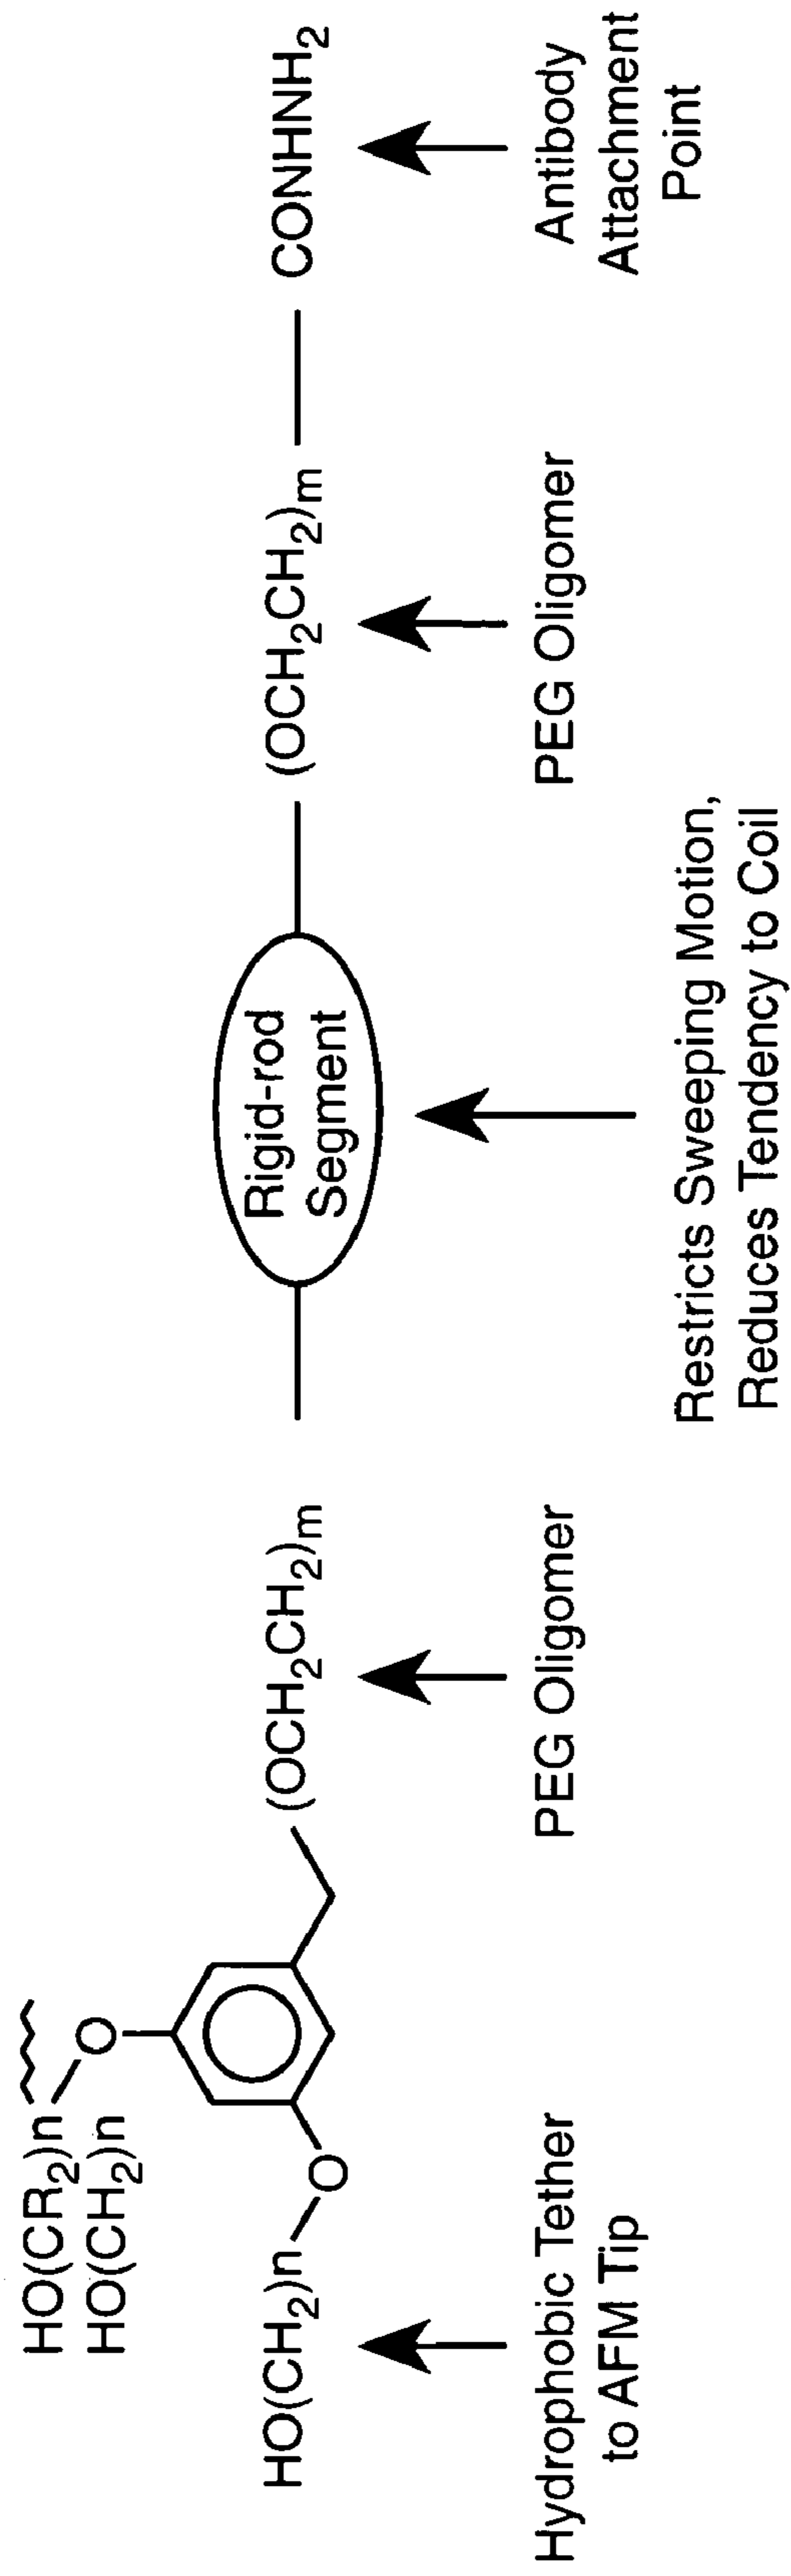 HO(CR₂)n
HO(CH₂)n
O
HO(CH₂)n
O
(OCH₂CH₂)m
Rigid-rod
Segment
(OCH₂CH₂)m
CONHNH₂
Hydrophobic Tether
to AFM Tip
PEG Oligomer
Restricts Sweeping Motion,
Reduces Tendency to Coil
PEG Oligomer
Antibody
Attachment
Point